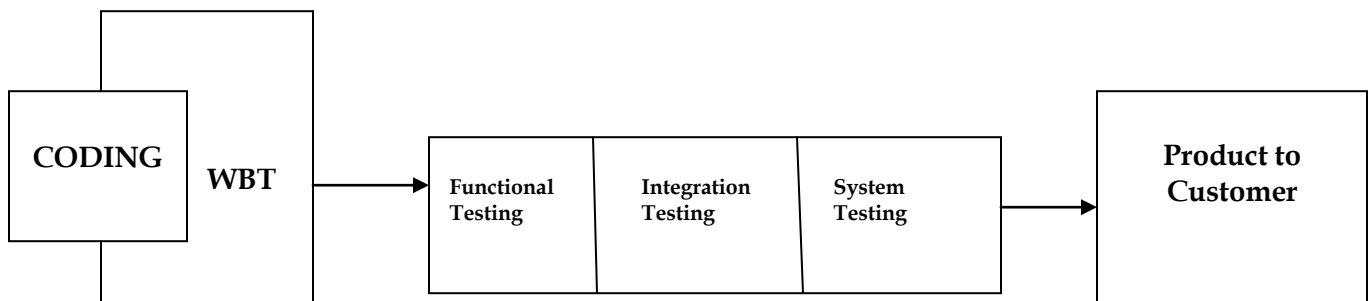 CODING
WBT
Functional
Testing
Integration
Testing
System
Testing
Product to
Customer